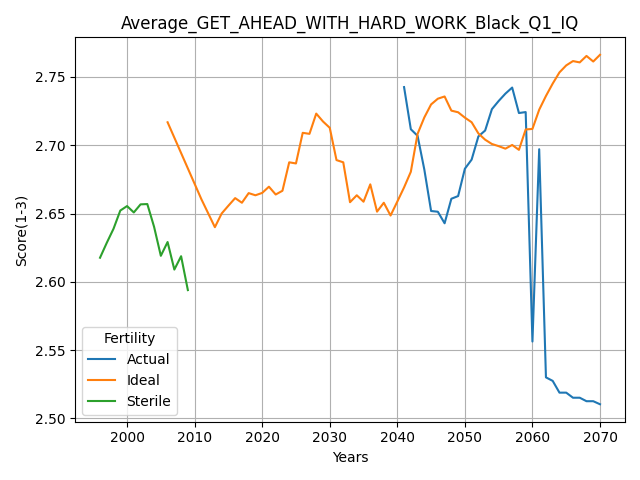 Average_GET_AHEAD_WITH_HARD_WORK_Black_Q1_IQ
Score(1-3)
2.75
2.70
2.65
2.60
2.55
2.50
Fertility
Actual
Ideal
Sterile
2000 2010 2020 2030 2040 2050 2060 2070
Years